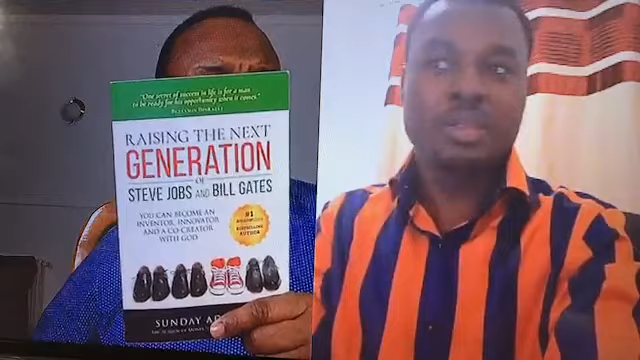 "One secret of success in life is for a man
to be ready for his opportunity when it comes."
RAISING THE NEXT
GENERATION
OF
STEVE JOBS AND BILL GATES
YOU CAN BECOME AN
INVENTOR, INNOVATOR
AND A CO-CREATOR
WITH GOD
#1
BESTSELLING
AUTHOR
SUNDAY